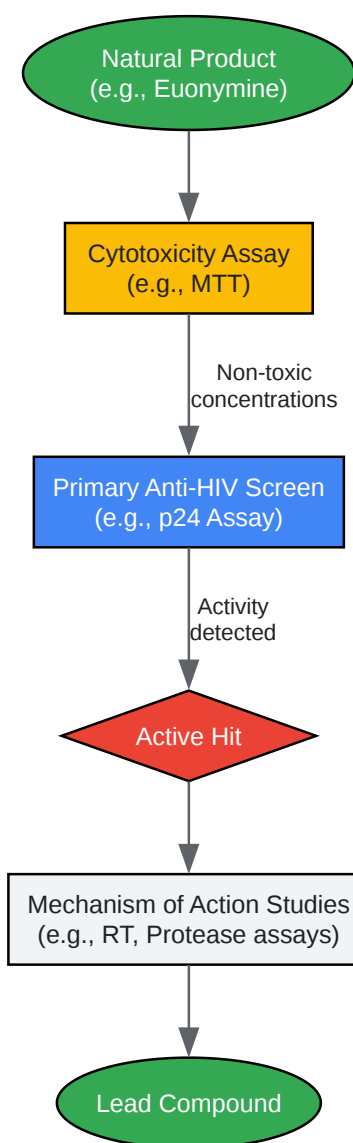 Natural Product
(e.g., Euonymine)
Cytotoxicity Assay
(e.g., MTT)
Non-toxic
concentrations
Primary Anti-HIV Screen
(e.g., p24 Assay)
Activity
detected
Active Hit
Mechanism of Action Studies
(e.g., RT, Protease assays)
Lead Compound